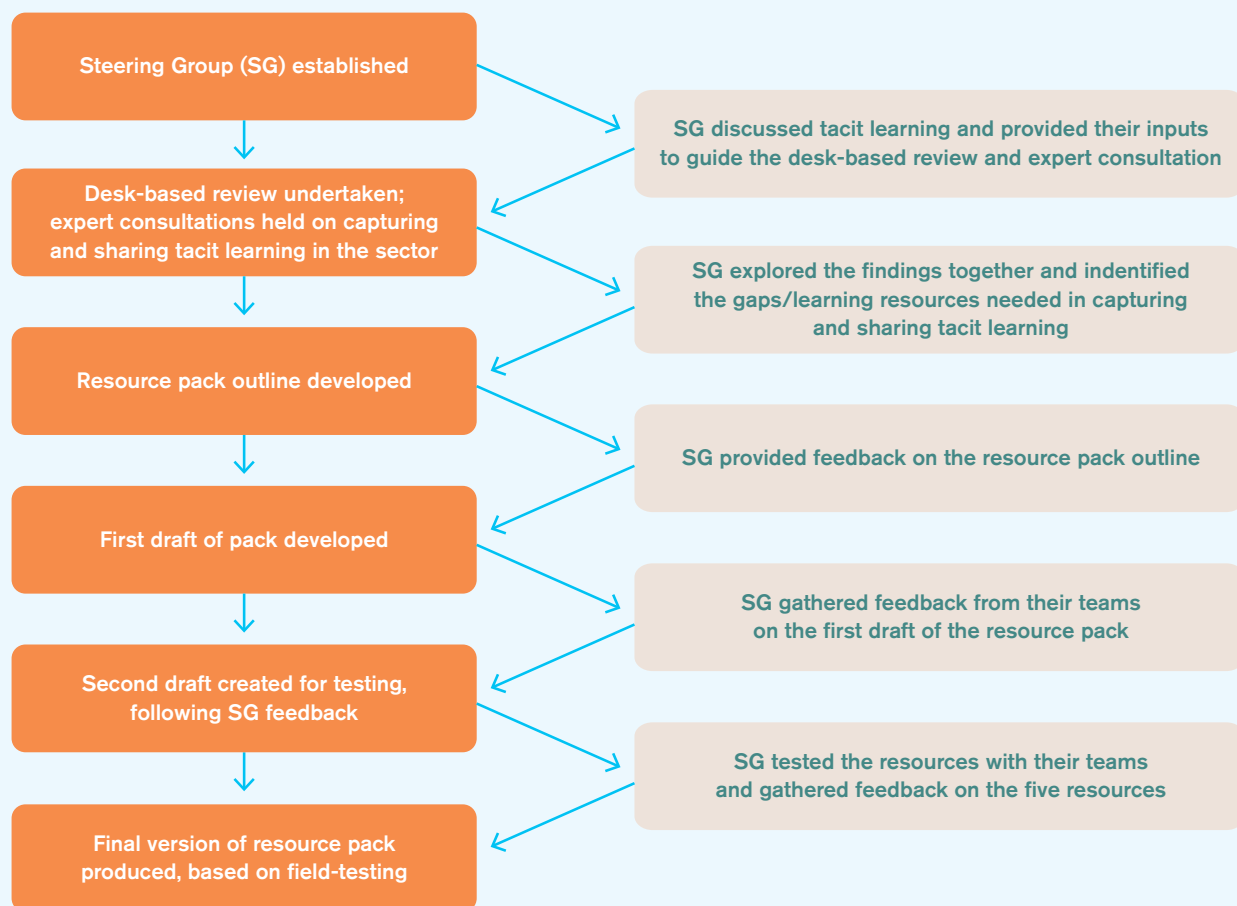 Steering Group (SG) established
SG discussed tacit learning and provided their inputs
to guide the desk-based review and expert consultation
Desk-based review undertaken;
expert consultations held on capturing
and sharing tacit learning in the sector
SG explored the findings together and indentified
the gaps/learning resources needed in capturing
and sharing tacit learning
Resource pack outline developed
SG provided feedback on the resource pack outline
First draft of pack developed
SG gathered feedback from their teams
on the first draft of the resource pack
Second draft created for testing,
following SG feedback
SG tested the resources with their teams
and gathered feedback on the five resources
Final version of resource pack
produced, based on field-testing